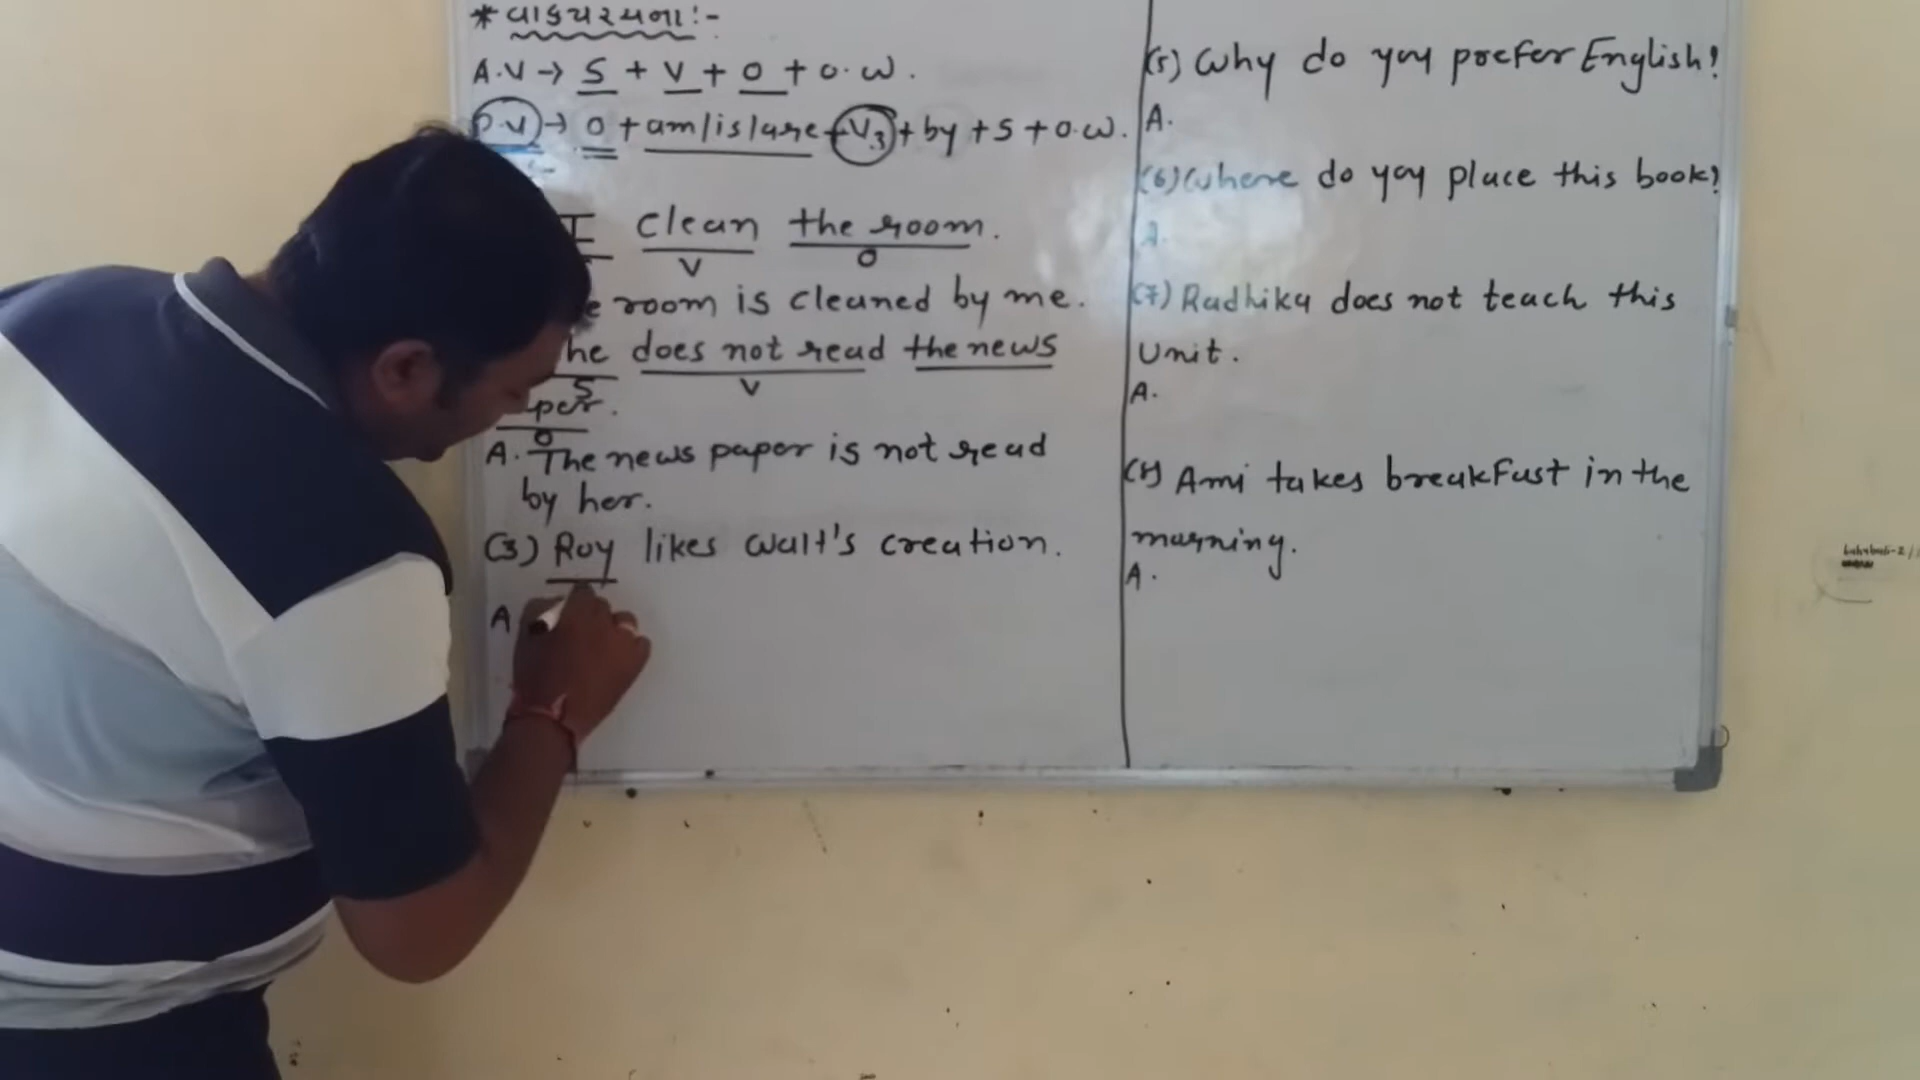 * વાક્યરચના :-
A.V → S + V + O + O.W.
P.V → O + am/is/are + V3 + by + S + O.W.
I clean the room.
V O
room is cleaned by me.
he does not read the news
S V
per.
O
A. The news paper is not read
by her.
(3) Roy likes Walt's creation.
A
(5) Why do you prefer English?
A.
(6) Where do you place this book?
A.
(7) Radhika does not teach this
Unit.
A.
(8) Ami takes breakfast in the
morning.
A.